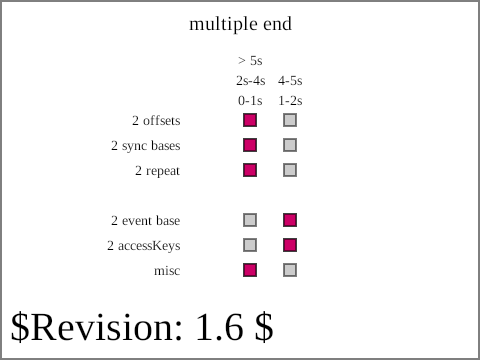 multiple end
> 5s
2s-4s 4-5s
0-1s 1-2s
2 offsets
2 sync bases
2 repeat
2 event base
2 accessKeys
misc
$Revision: 1.6 $